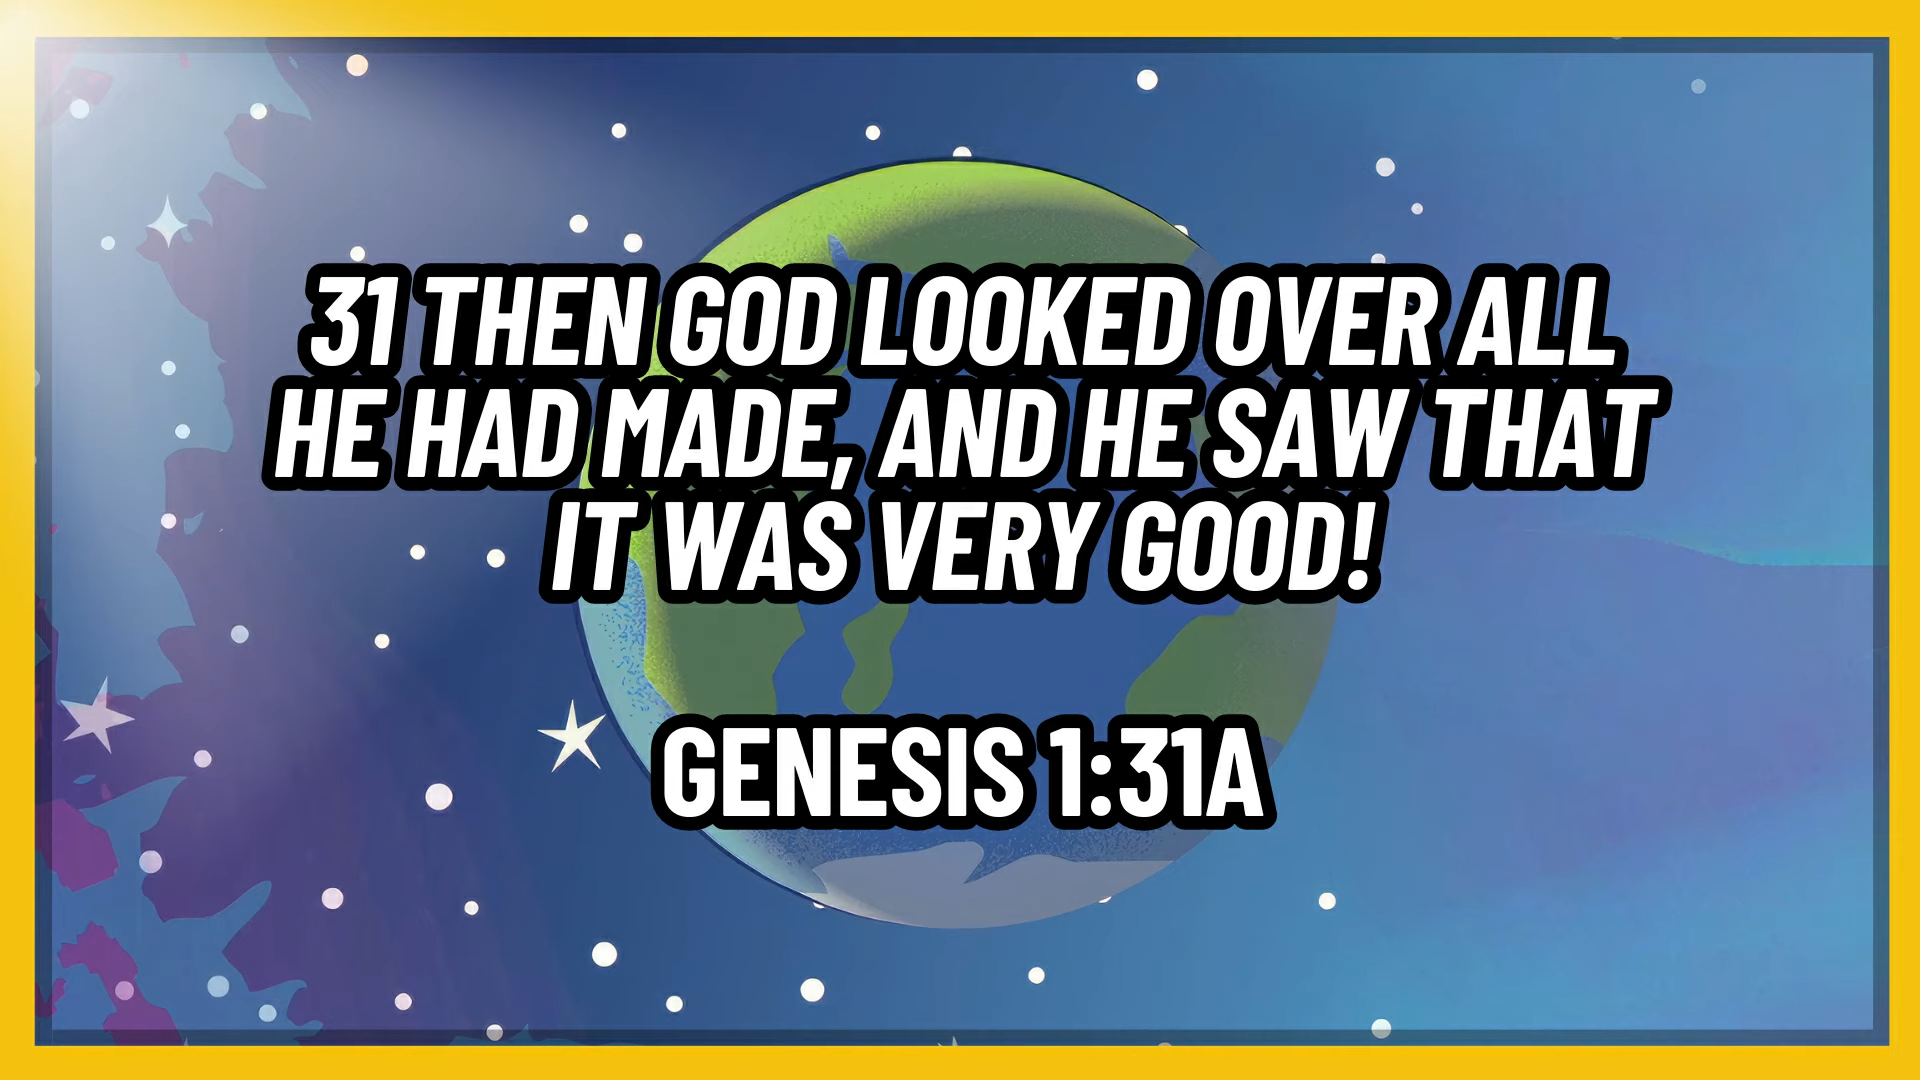 31 THEN GOD LOOKED OVER ALL
HE HAD MADE, AND HE SAW THAT
IT WAS VERY GOOD!
GENESIS 1:31A